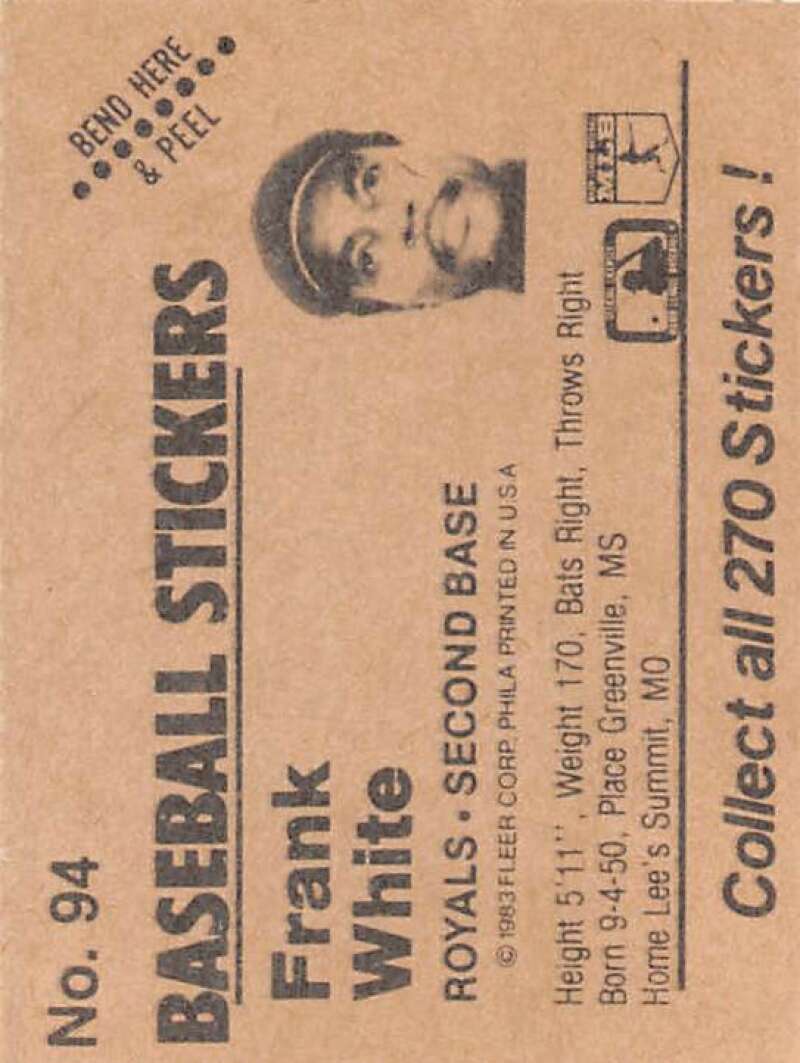 No. 94
BEND HERE
& PEEL
BASEBALL STICKERS
Frank
White
ROYALS • SECOND BASE
© 1983 FLEER CORP. PHILA PRINTED IN U.S.A
Height 5'11'', Weight 170, Bats Right, Throws Right
Born 9-4-50, Place Greenville, MS
Home Lee's Summit, MO
Collect all 270 Stickers!